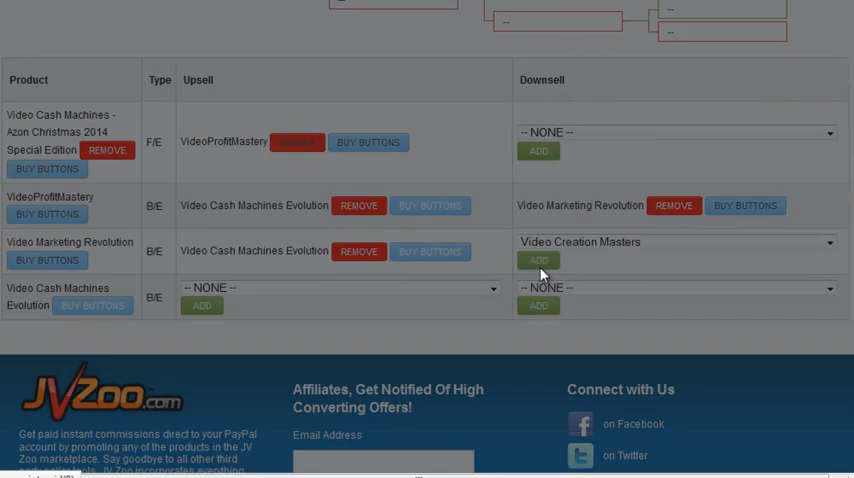 --
--
--
--
Product Type Upsell Downsell
Video Cash Machines -
Azon Christmas 2014
Special Edition REMOVE
BUY BUTTONS
F/E
VideoProfitMastery REMOVE BUY BUTTONS
-- NONE --
ADD
VideoProfitMastery
BUY BUTTONS
B/E
Video Cash Machines Evolution REMOVE BUY BUTTONS
Video Marketing Revolution REMOVE BUY BUTTONS
Video Marketing Revolution
BUY BUTTONS
B/E
Video Cash Machines Evolution REMOVE BUY BUTTONS
Video Creation Masters
ADD
Video Cash Machines
Evolution BUY BUTTONS
B/E
-- NONE --
ADD
-- NONE --
ADD
JVZoo.com
Get paid instant commissions direct to your PayPal
account by promoting any of the products in the JV
Zoo marketplace. Say goodbye to all other third
JV Zoo incorporates everything
Affiliates, Get Notified Of High
Converting Offers!
Email Address
Connect with Us
on Facebook
on Twitter